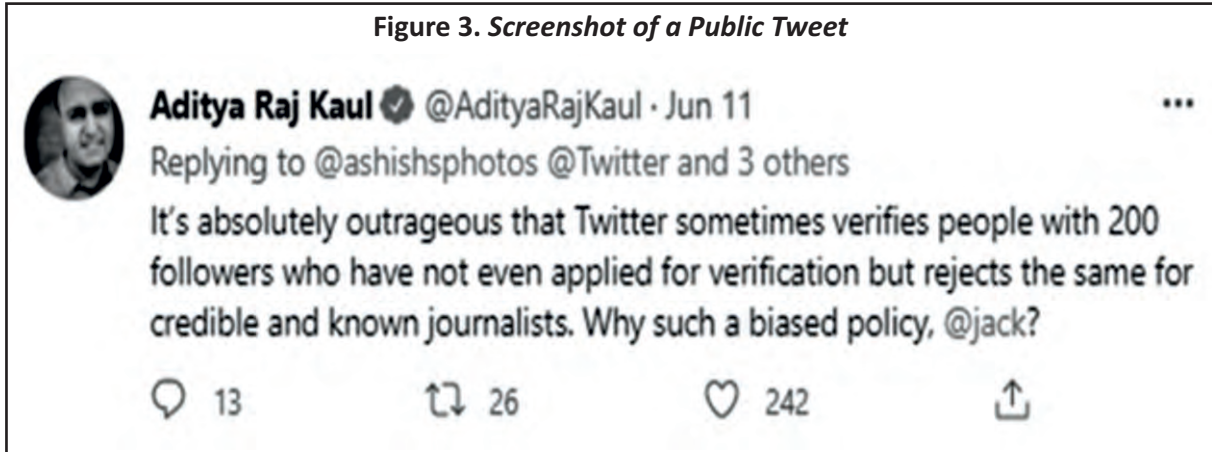 Figure 3. Screenshot of a Public Tweet
Aditya Raj Kaul @AdityaRajKaul · Jun 11
Replying to @ashishsphotos @Twitter and 3 others
It's absolutely outrageous that Twitter sometimes verifies people with 200
followers who have not even applied for verification but rejects the same for
credible and known journalists. Why such a biased policy, @jack?
13 26 242